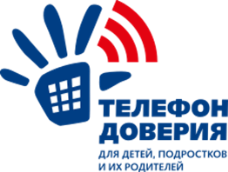 ТЕЛЕФОН
ДОВЕРИЯ
ДЛЯ ДЕТЕЙ, ПОДРОСТКОВ
И ИХ РОДИТЕЛЕЙ